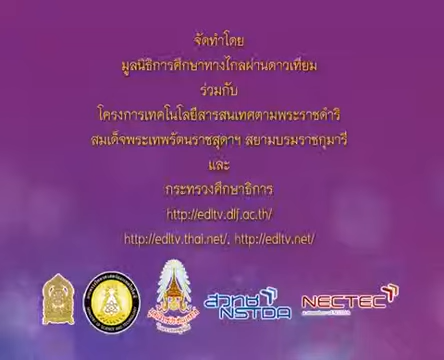 จัดทำโดย
มูลนิธิการศึกษาทางไกลผ่านดาวเทียม
ร่วมกับ
โครงการเทคโนโลยีสารสนเทศตามพระราชดำริ
สมเด็จพระเทพรัตนราชสุดาฯ สยามบรมราชกุมารี
และ
กระทรวงศึกษาธิการ
http://edltv.dlf.ac.th/
http://edltv.thai.net/, http://edltv.net/
สวทช NSTDA
NECTEC